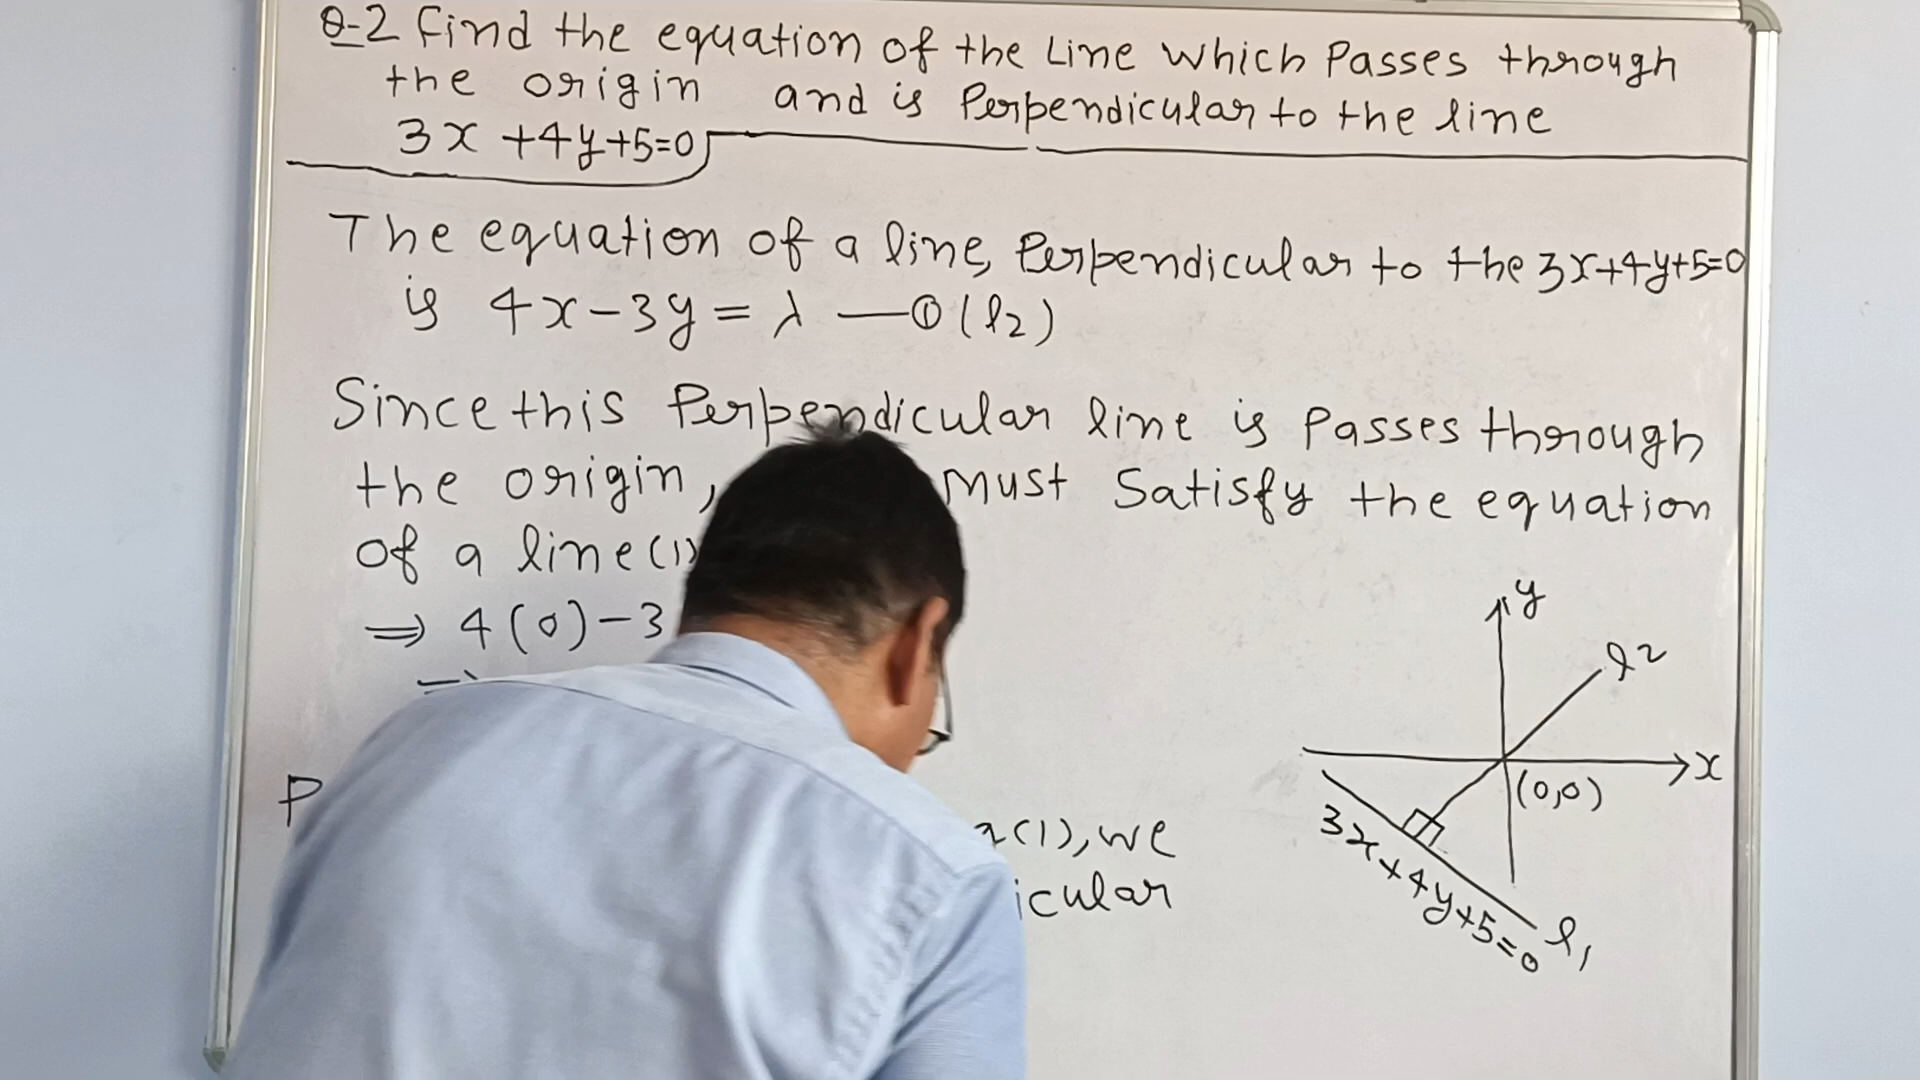 Q-2 Find the equation of the Line which Passes through
the origin and is Perpendicular to the line
3x +4y+5=0
The equation of a line, Perpendicular to the 3x+4y+5=0
is 4x-3y = λ —① (l2)
Since this Perpendicular line is Passes through
the origin, must Satisfy the equation
of a line (1)
⇒ 4(0)-3
P
(1), we
icular
y
l2
x
(0,0)
3x+4y+5=0
l1